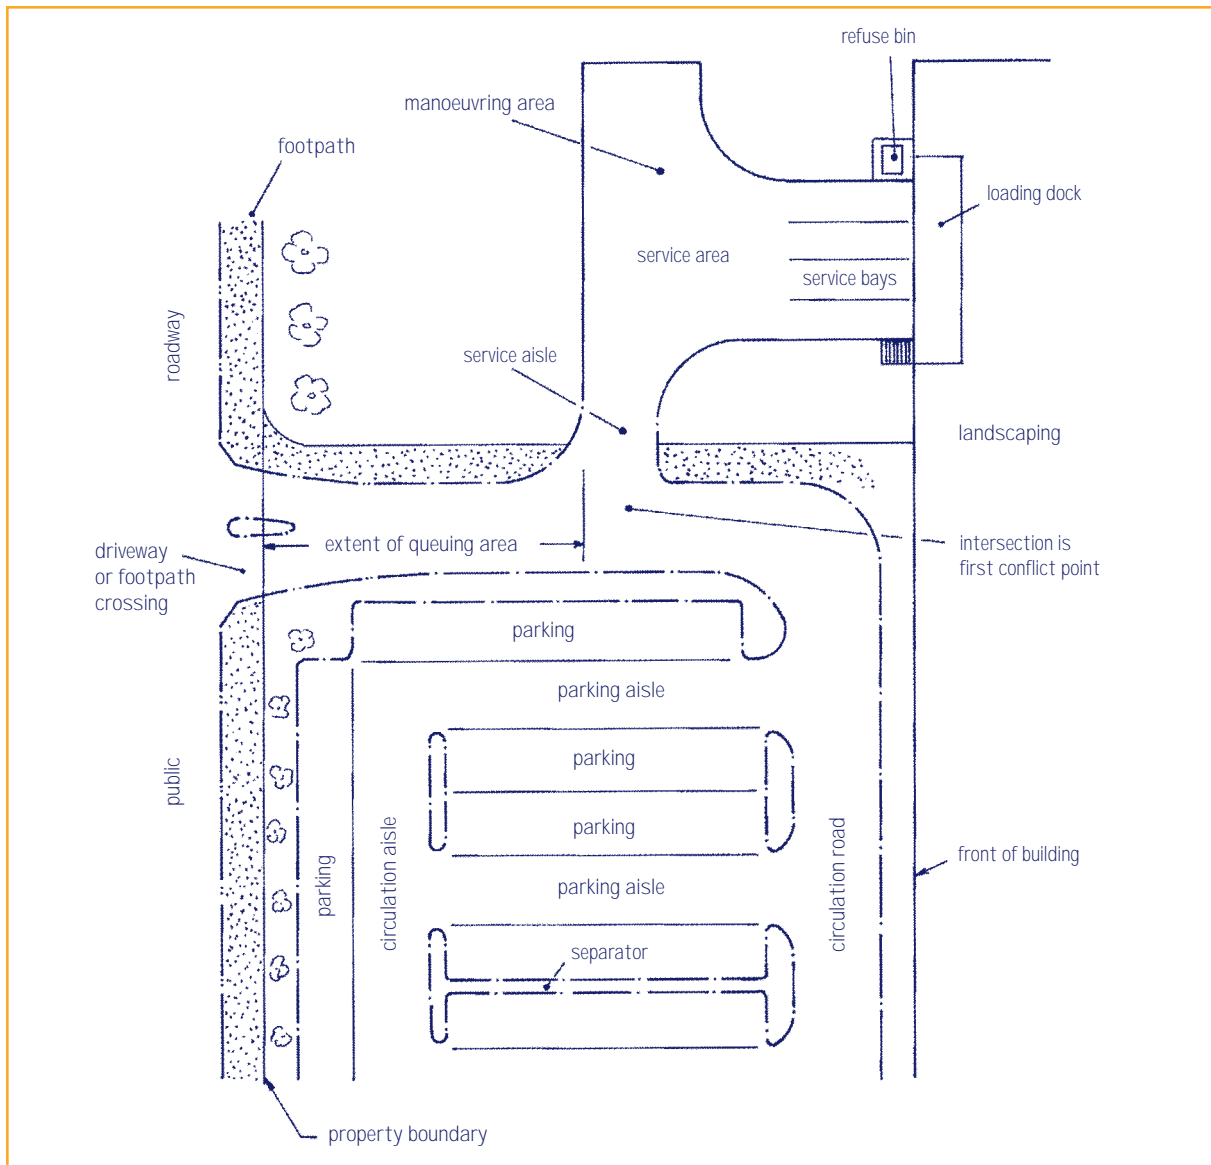 refuse bin
manoeuvring area
footpath
loading dock
service area
service bays
roadway
service aisle
landscaping
extent of queuing area
intersection is
first conflict point
driveway
or footpath
crossing
parking
parking aisle
parking
public
parking
circulation aisle
circulation road
front of building
parking
parking aisle
separator
property boundary